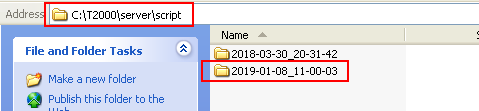 Address C:\T2000\server\script
File and Folder Tasks
Make a new folder
Publish this folder to the
Web
Name
2018-03-30_20-31-42
2019-01-08_11-00-03